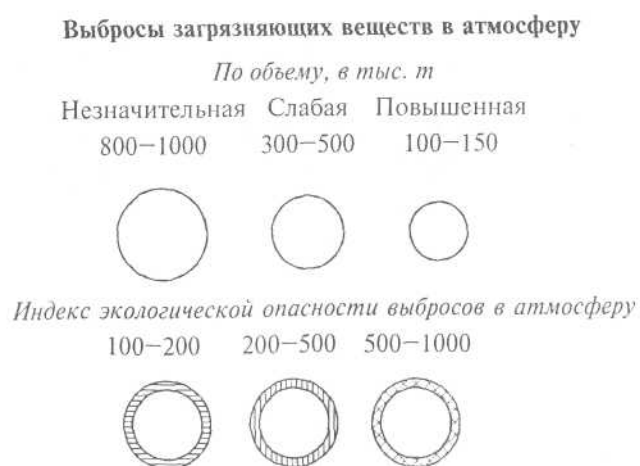 Выбросы загрязняющих веществ в атмосферу
По объему, в тыс. т
Незначительная Слабая Повышенная
800—1000 300—500 100—150
Индекс экологической опасности выбросов в атмосферу
100—200 200—500 500—1000